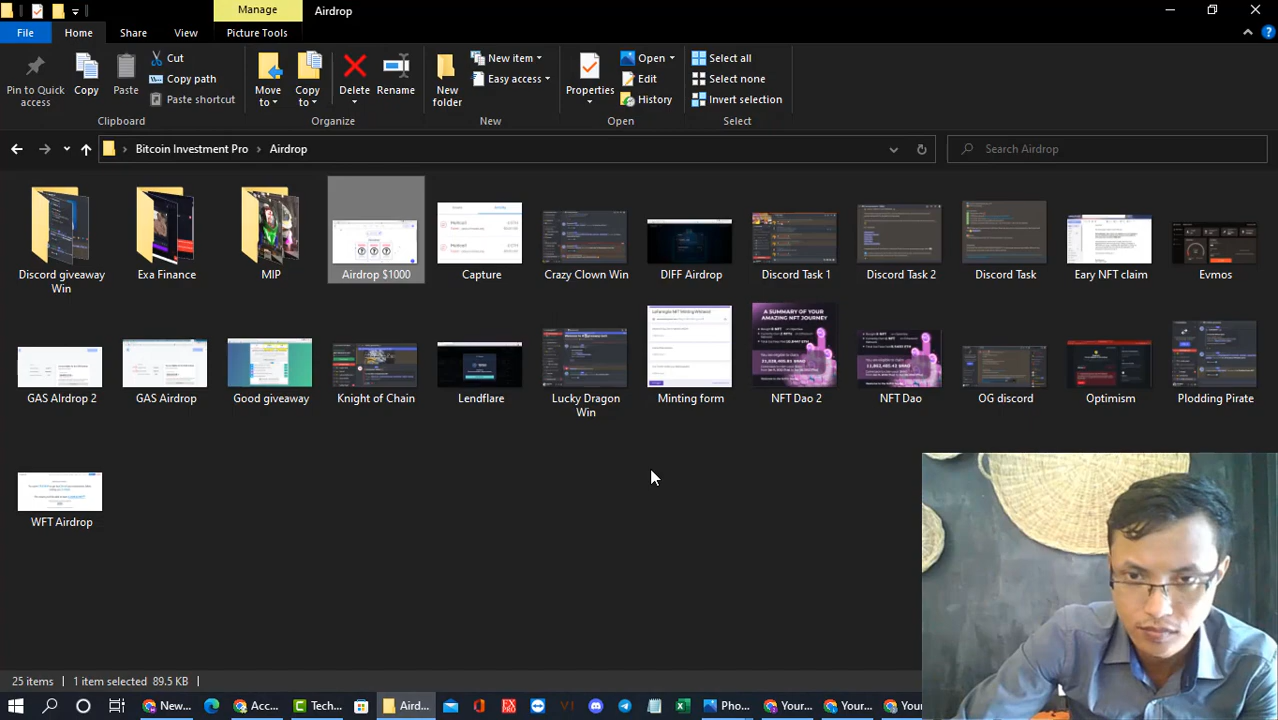 Manage
Airdrop
File
Home
Share
View
Picture Tools
Pin to Quick access
Copy
Paste
Cut
Copy path
Paste shortcut
Move to
Copy to
Delete
Rename
New folder
New item
Easy access
Properties
Open
Edit
History
Select all
Select none
Invert selection
Clipboard
Organize
New
Open
Select
Bitcoin Investment Pro > Airdrop
Search Airdrop
Discord giveaway Win
Exa Finance
MIP
Airdrop $1000
Capture
Crazy Clown Win
DIFF Airdrop
Discord Task 1
Discord Task 2
Discord Task
Eary NFT claim
Evmos
A SUMMARY OF YOUR
AMAZING NFT JOURNEY
GAS AIrdrop 2
GAS Airdrop
Good giveaway
Knight of Chain
Lendflare
Lucky Dragon Win
Minting form
NFT Dao 2
NFT Dao
OG discord
Optimism
Plodding Pirate
WFT Airdrop
25 items
1 item selected 89.5 KB
New...
Acc...
Tech...
Aird...
Pho...
Your...
Your...